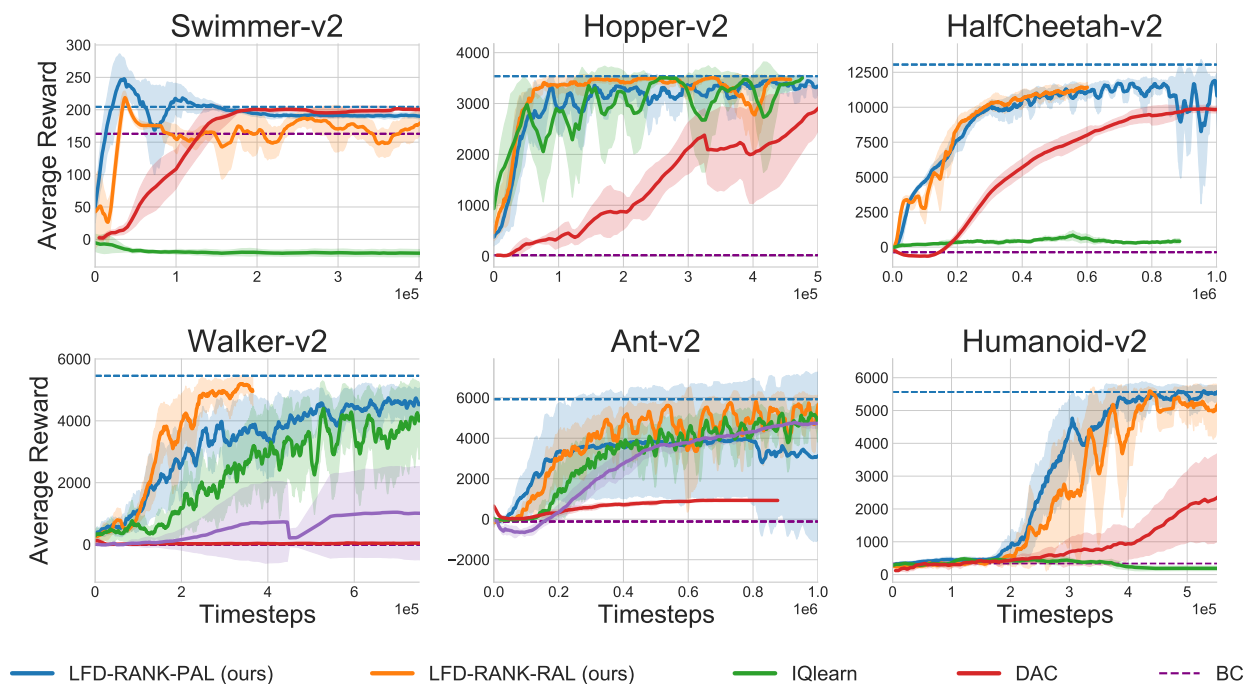 Swimmer-v2 Hopper-v2 HalfCheetah-v2
300 250 200 150 100 50 0
Average Reward
0 1 2 3 4
1e5
4000 3000 2000 1000 0
0 1 2 3 4 5
1e5
12500 10000 7500 5000 2500 0
0.0 0.2 0.4 0.6 0.8 1.0
1e6
Walker-v2 Ant-v2 Humanoid-v2
6000 4000 2000 0
Average Reward
0 2 4 6
1e5
Timesteps
6000 4000 2000 0 −2000
0.0 0.2 0.4 0.6 0.8 1.0
1e6
6000 5000 4000 3000 2000 1000 0
0 1 2 3 4 5
1e5
Timesteps
LFD-RANK-PAL (ours) LFD-RANK-RAL (ours) IQlearn DAC BC